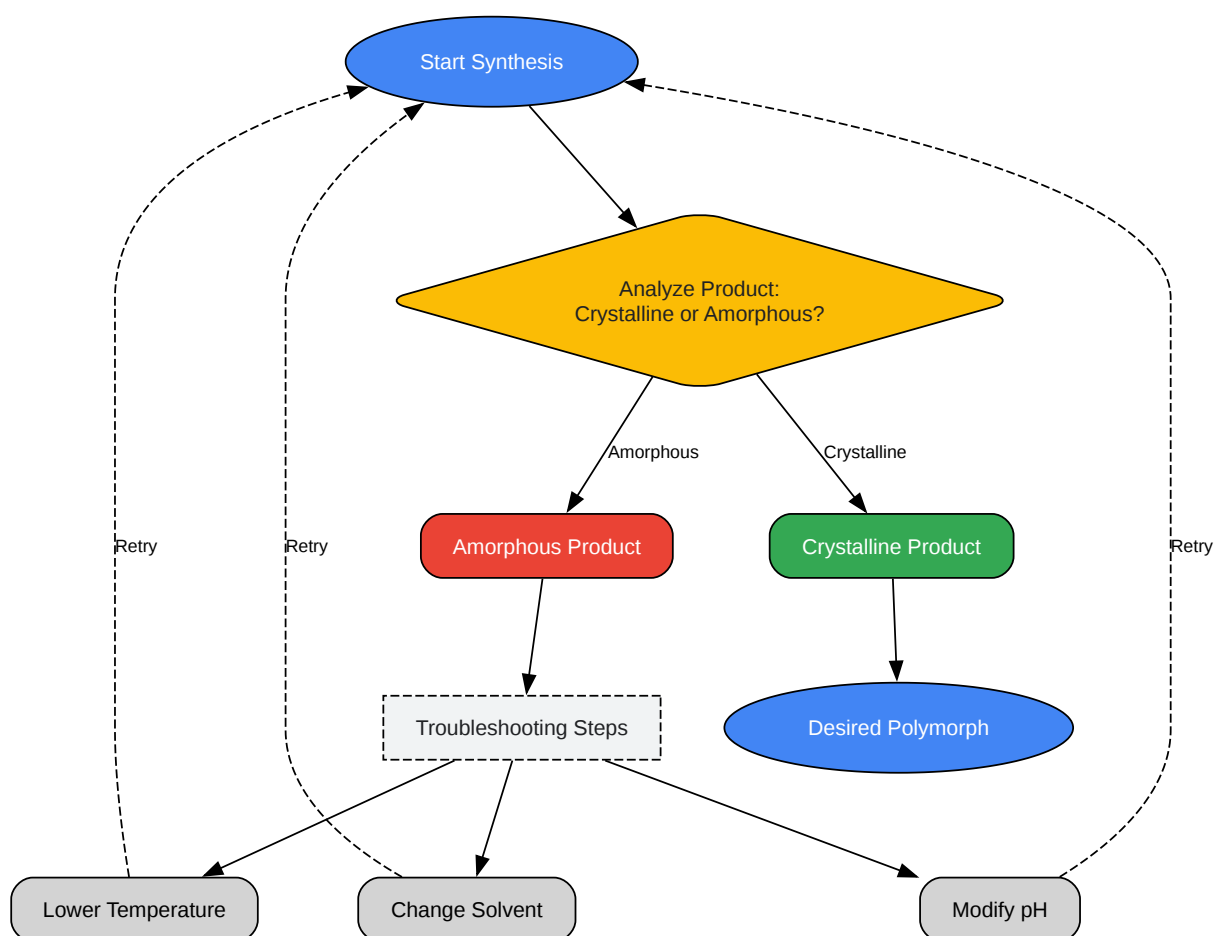 Start Synthesis
Analyze Product:
Crystalline or Amorphous?
Amorphous
Crystalline
Retry
Retry
Amorphous Product
Crystalline Product
Retry
Troubleshooting Steps
Desired Polymorph
Lower Temperature
Change Solvent
Modify pH